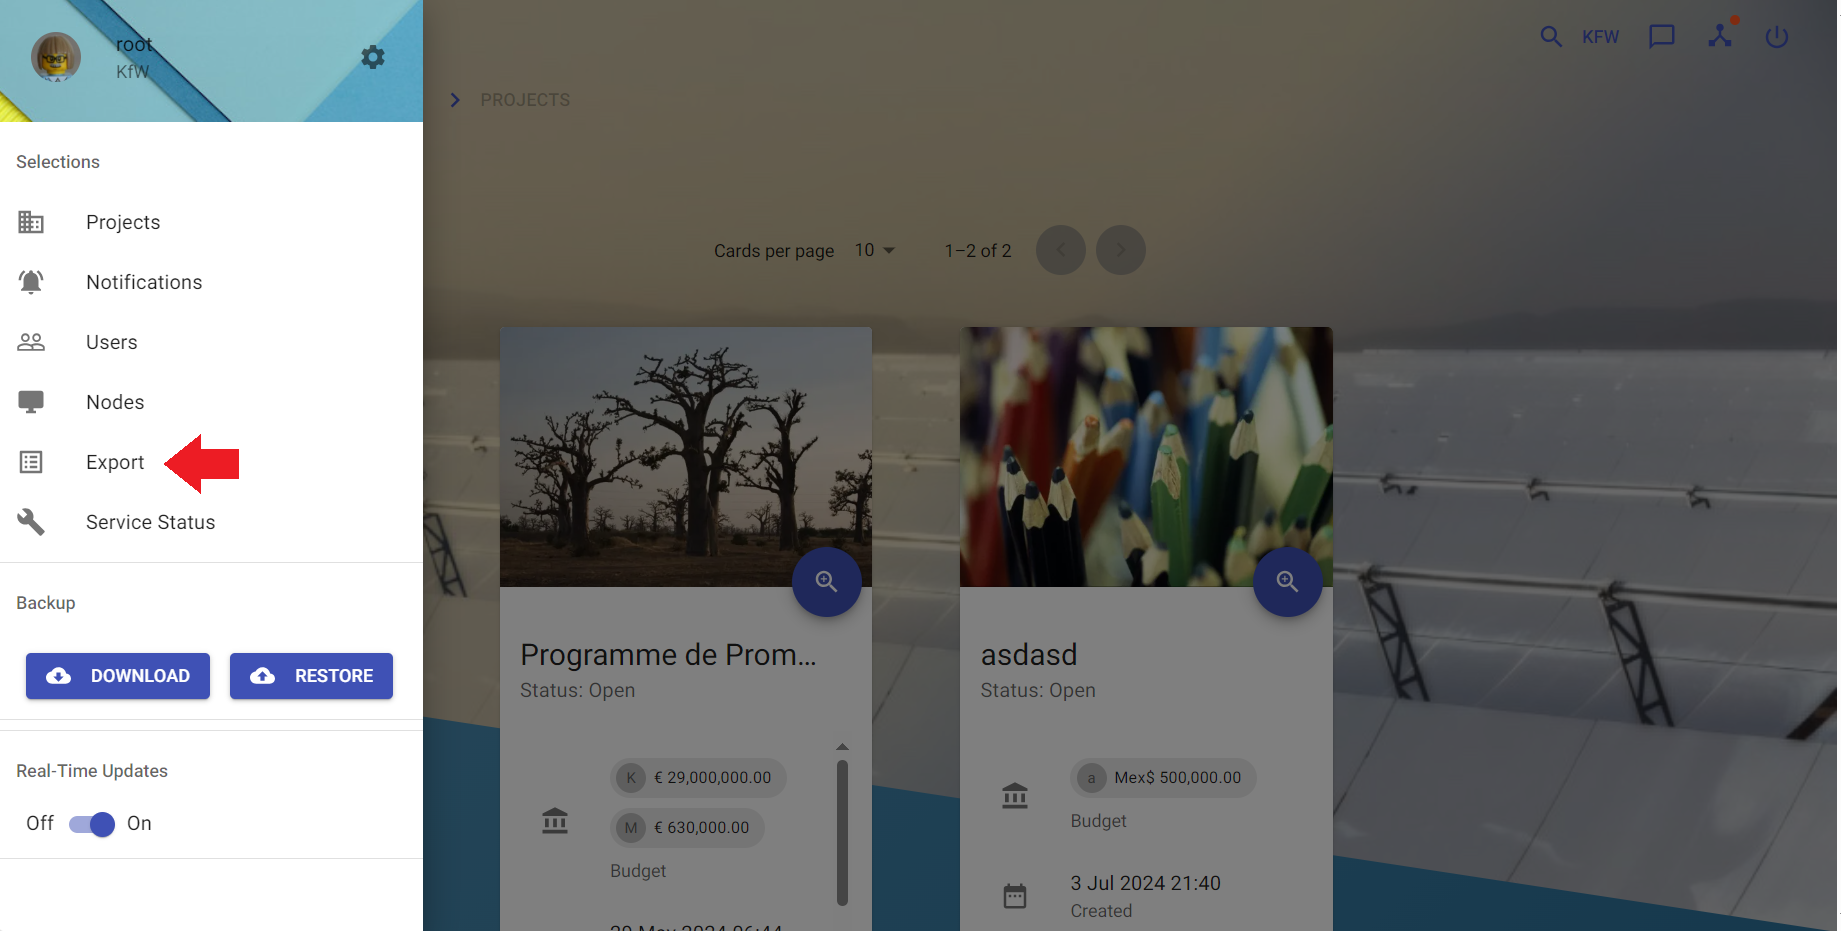 root
KfW
Selections
Projects
Notifications
Users
Nodes
Export
Service Status
Backup
DOWNLOAD
RESTORE
Real-Time Updates
Off
On
KFW
PROJECTS
Cards per page 10
1–2 of 2
Programme de Prom...
Status: Open
K € 29,000,000.00
M € 630,000.00
Budget
asdasd
Status: Open
a Mex$ 500,000.00
Budget
3 Jul 2024 21:40
Created